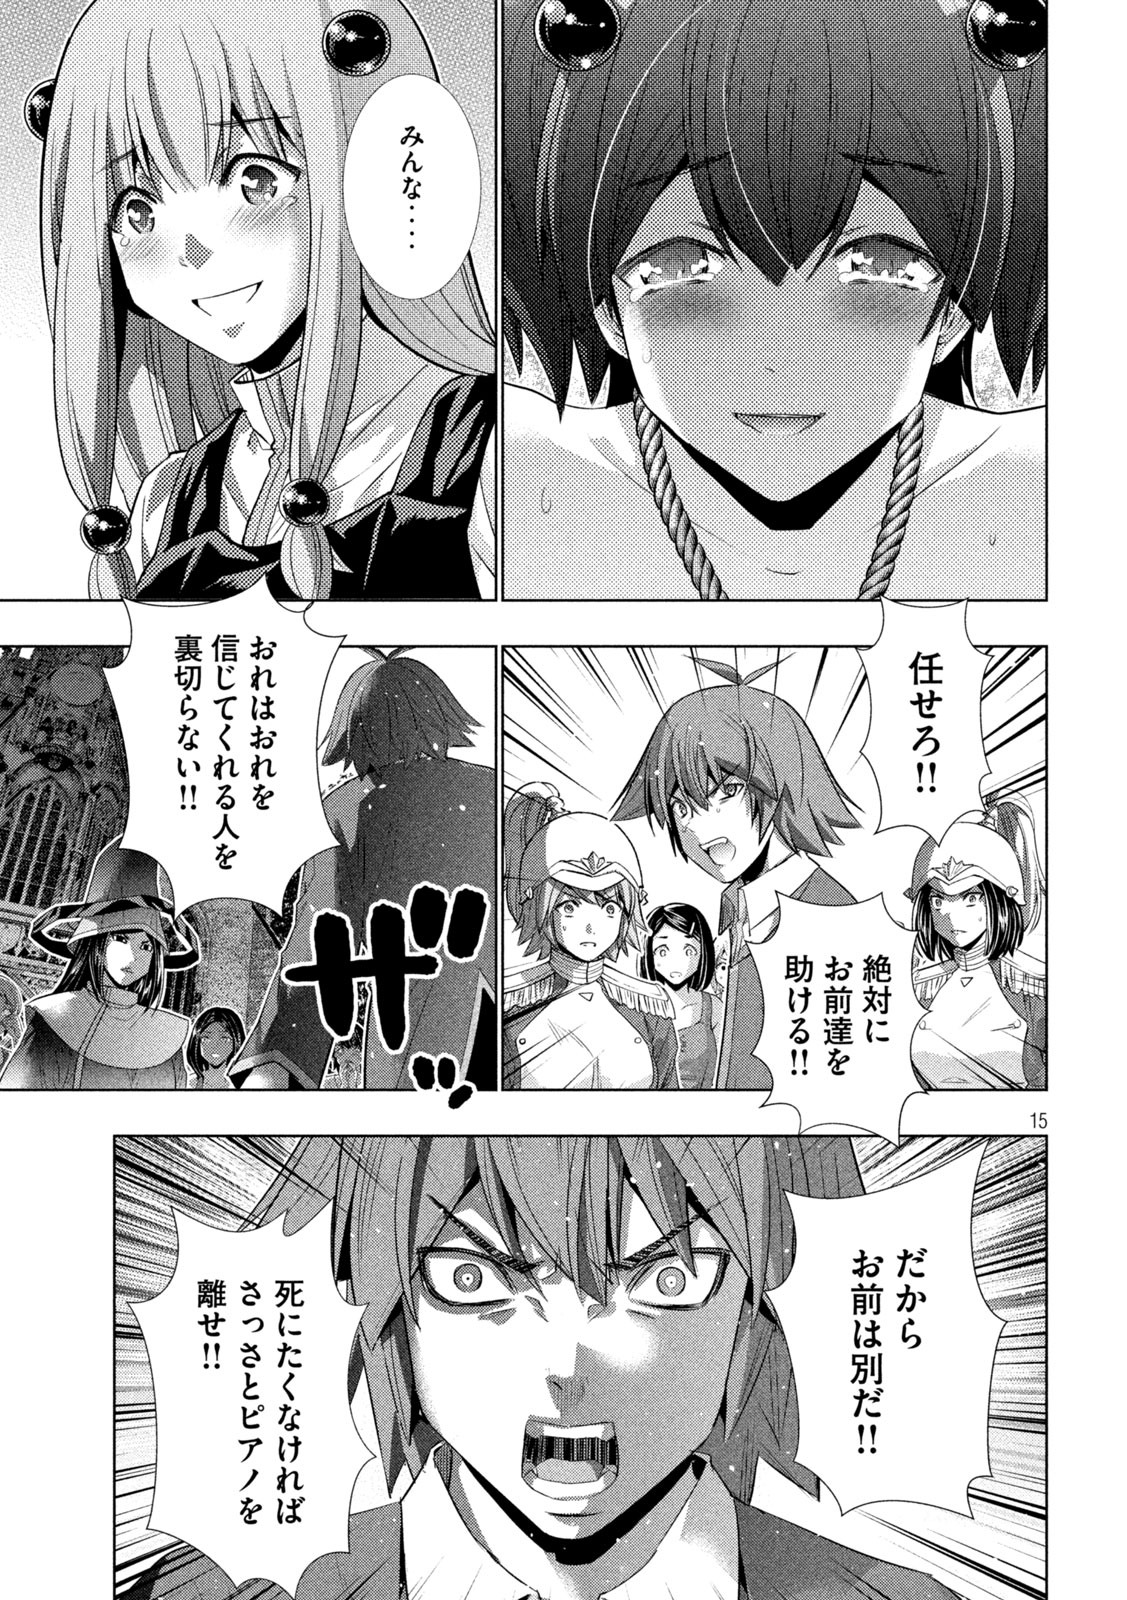 みんな‥‥
任せろ!!
絶対に
お前達を
助ける!!
おれはおれを
信じてくれる人を
裏切らない!!
ザッ
15
だから
お前は別だ!!
死にたくなければ
さっさとピアノを
離せ!!